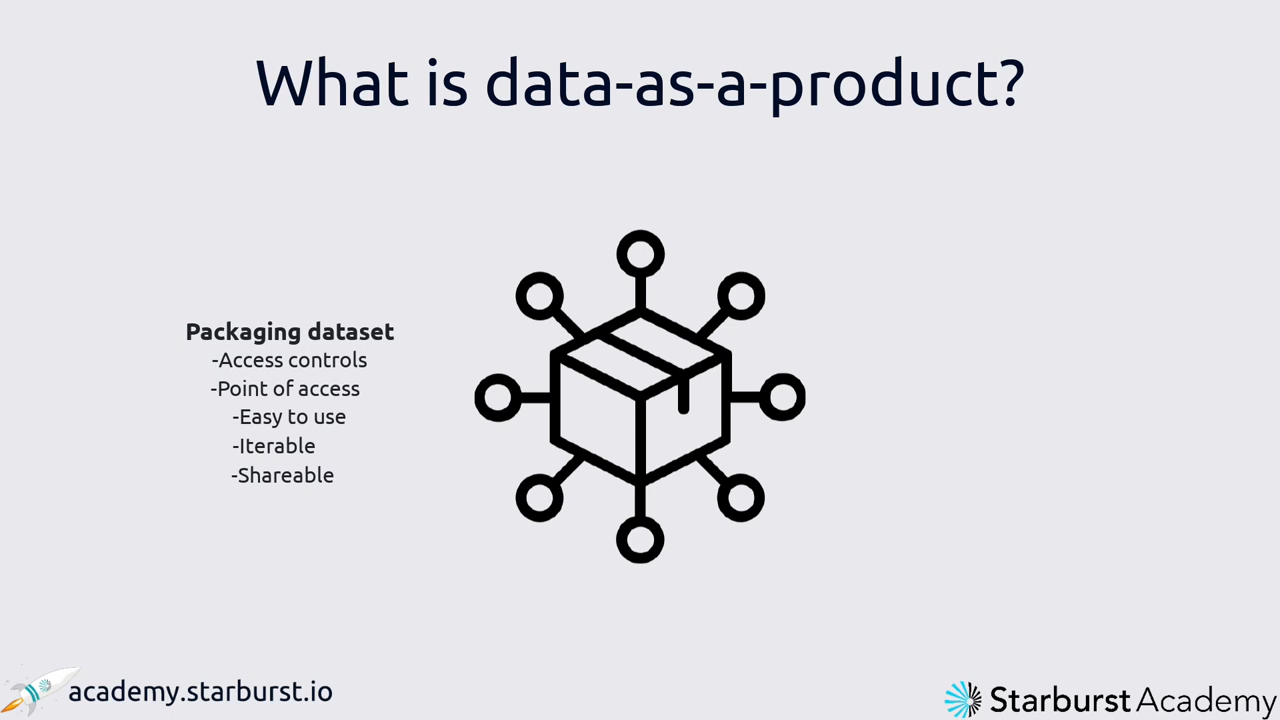 What is data-as-a-product?
Packaging dataset
-Access controls
-Point of access
-Easy to use
-Iterable
-Shareable
academy.starburst.io
Starburst Academy